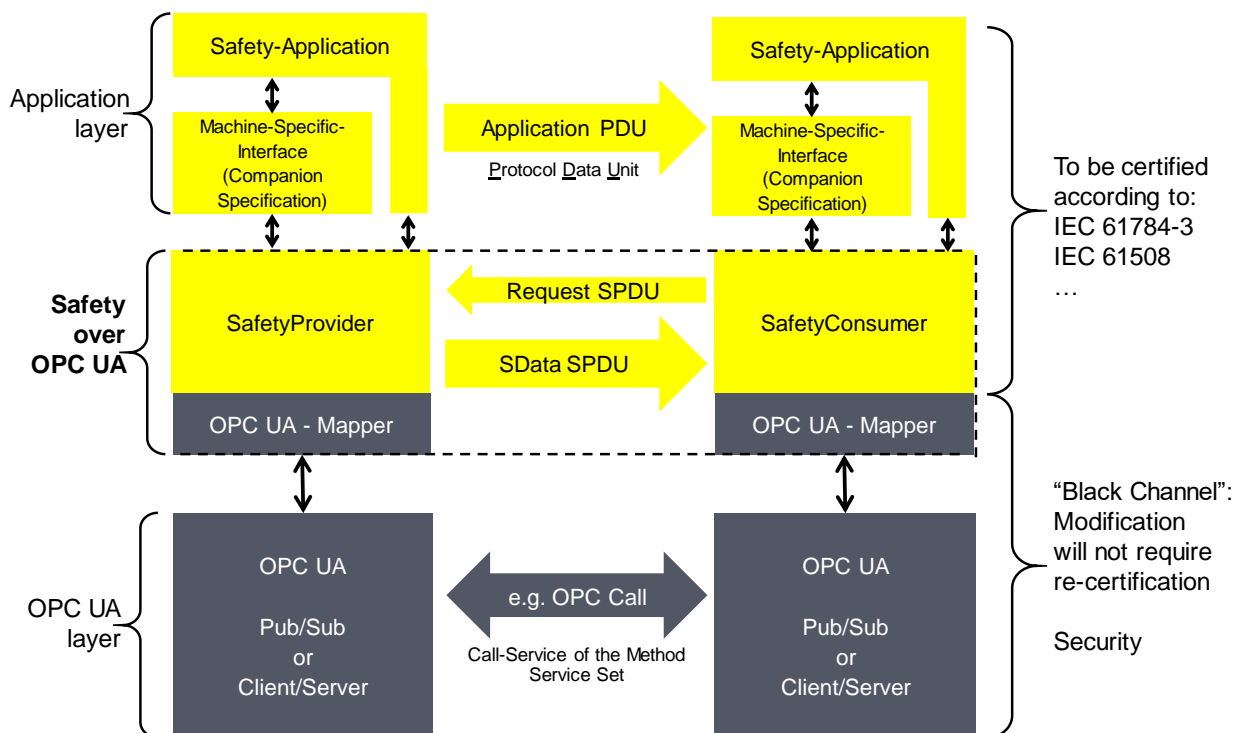 Application
layer
Safety-Application
Machine-Specific-
Interface
(Companion
Specification)
Application PDU
Protocol Data Unit
Safety-Application
Machine-Specific-
Interface
(Companion
Specification)
To be certified
according to:
IEC 61784-3
IEC 61508
…
Safety
over
OPC UA
SafetyProvider
Request SPDU
SData SPDU
SafetyConsumer
OPC UA - Mapper
OPC UA - Mapper
“Black Channel”:
Modification
will not require
re-certification
Security
OPC UA
layer
OPC UA
Pub/Sub
or
Client/Server
e.g. OPC Call
Call-Service of the Method
Service Set
OPC UA
Pub/Sub
or
Client/Server